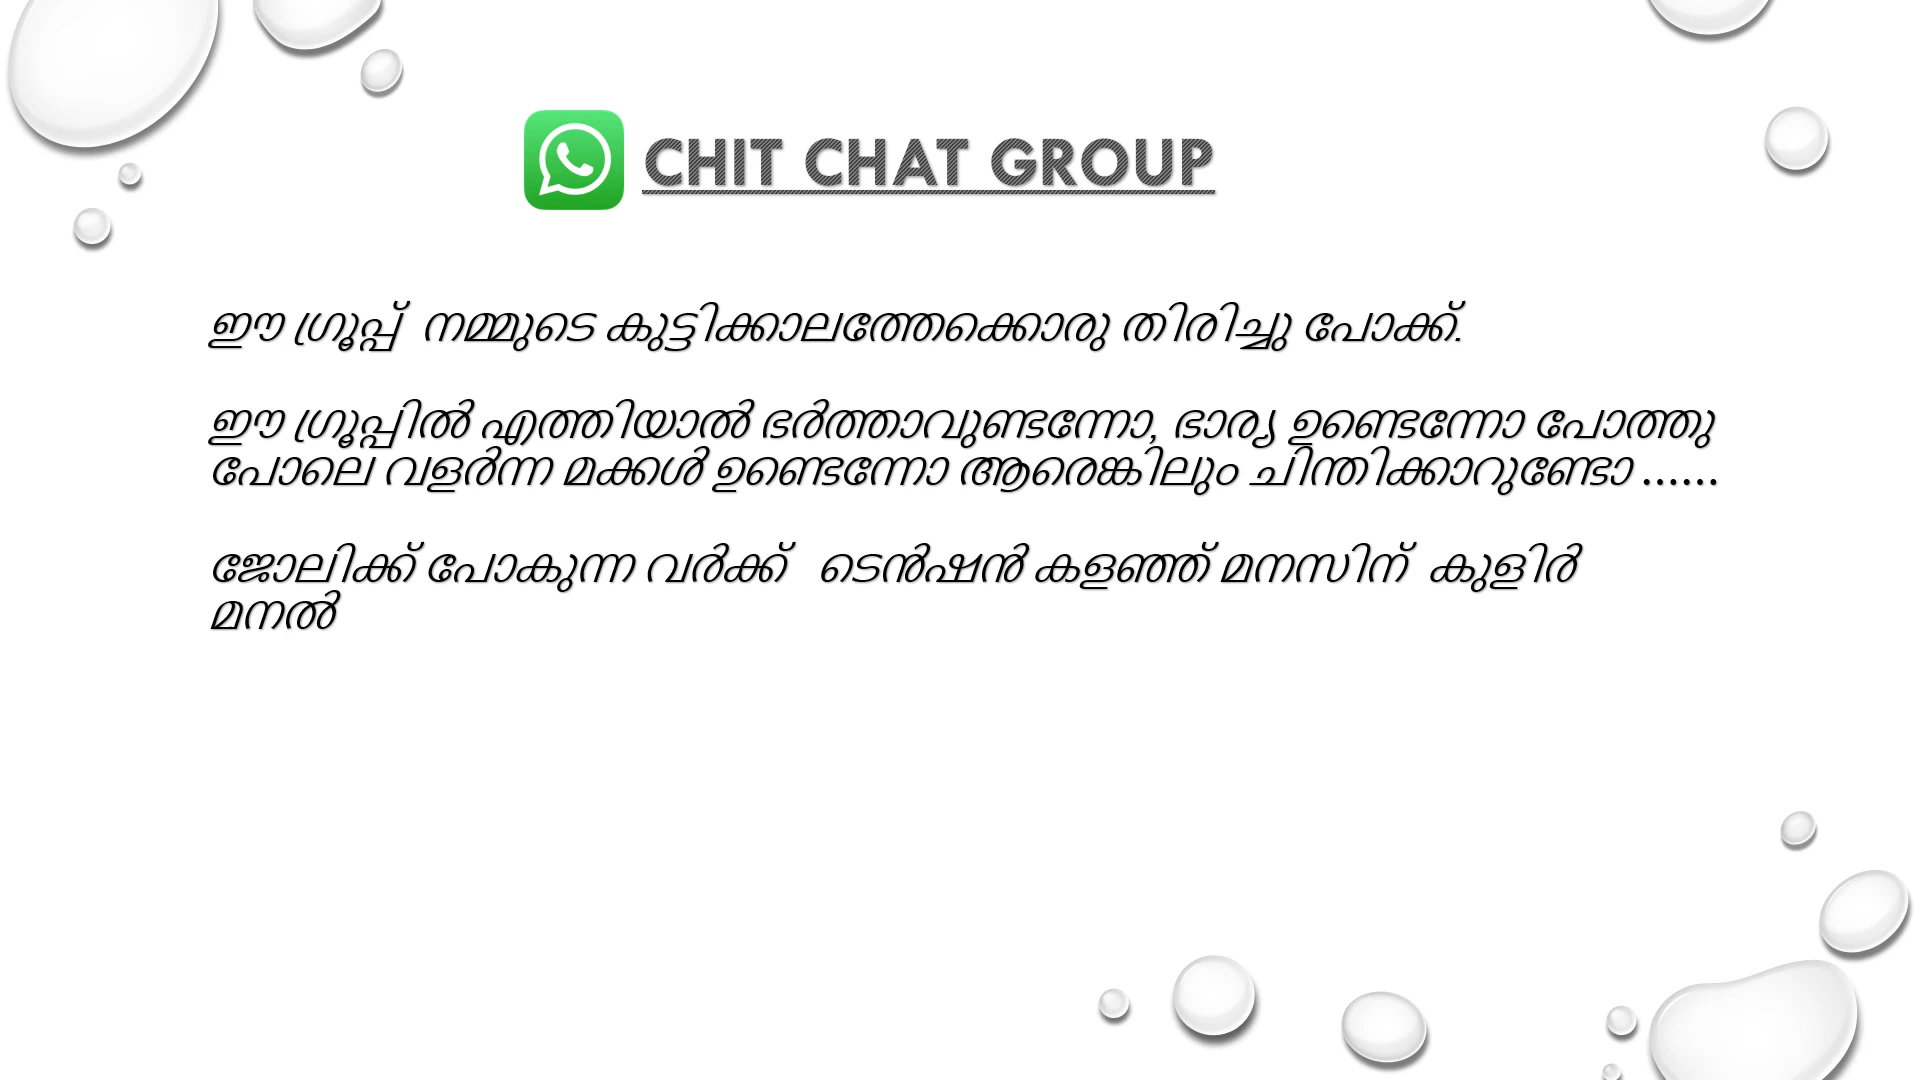 CHIT CHAT GROUP
ഈ ഗ്രൂപ്പ്  നമ്മുടെ കുട്ടിക്കാലത്തേക്കൊരു തിരിച്ചു പോക്ക്.
ഈ ഗ്രൂപ്പിൽ എത്തിയാൽ ഭർത്താവുണ്ടന്നോ, ഭാര്യ ഉണ്ടെന്നോ പോത്തു
പോലെ വളർന്ന മക്കൾ ഉണ്ടെന്നോ ആരെങ്കിലും ചിന്തിക്കാറുണ്ടോ ......
ജോലിക്ക് പോകുന്ന വർക്ക്   ടെൻഷൻ കളഞ്ഞ് മനസിന്  കുളിർ
മനൽ